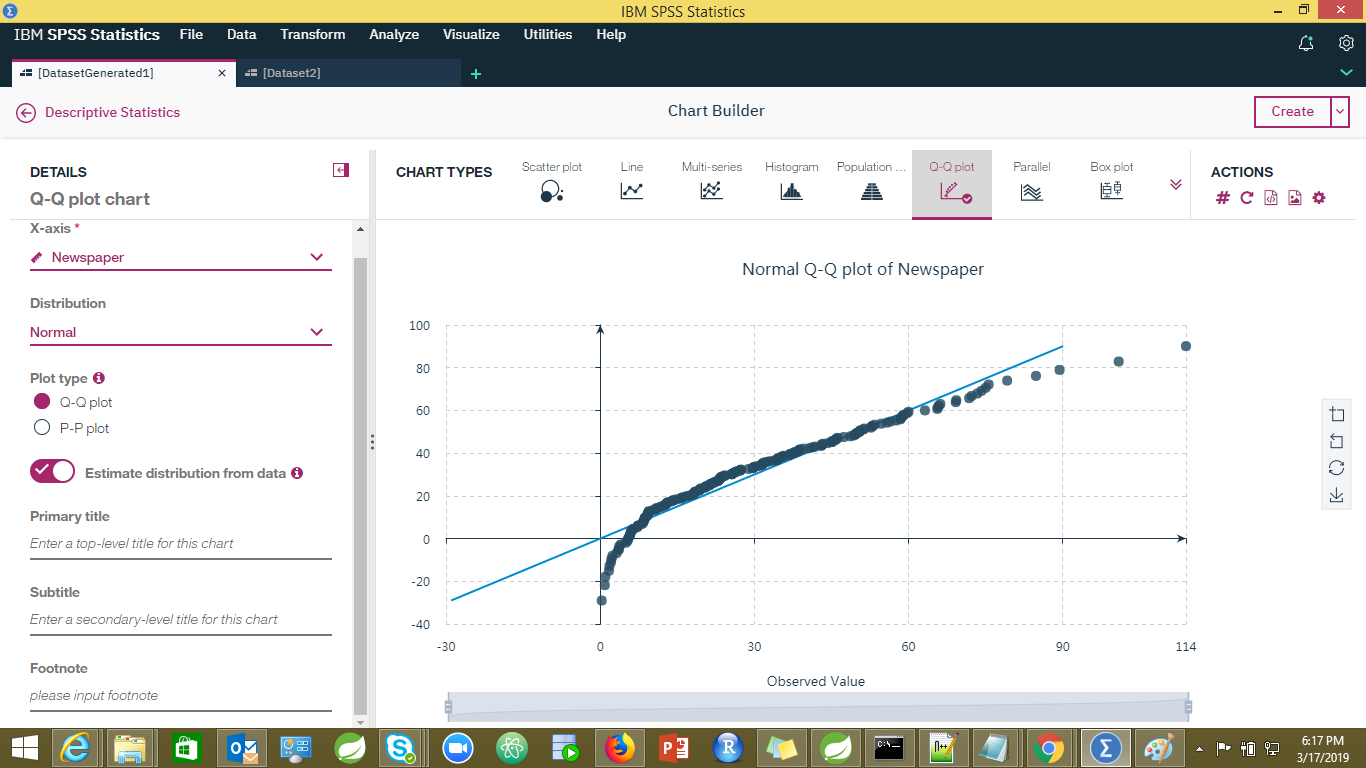 IBM SPSS Statistics
IBM SPSS Statistics File Data Transform Analyze Visualize Utilities Help
[DatasetGenerated1] [Dataset2]
Descriptive Statistics
Chart Builder
Create
DETAILS
Q-Q plot chart
X-axis *
Newspaper
Distribution
Normal
Plot type
Q-Q plot
P-P plot
Estimate distribution from data
Primary title
Enter a top-level title for this chart
Subtitle
Enter a secondary-level title for this chart
Footnote
please input footnote
CHART TYPES
Scatter plot Line Multi-series Histogram Population ... Q-Q plot Parallel Box plot
ACTIONS
Normal Q-Q plot of Newspaper
100
80
60
40
20
0
-20
-40
-30 0 30 60 90 114
Observed Value
6:17 PM
3/17/2019